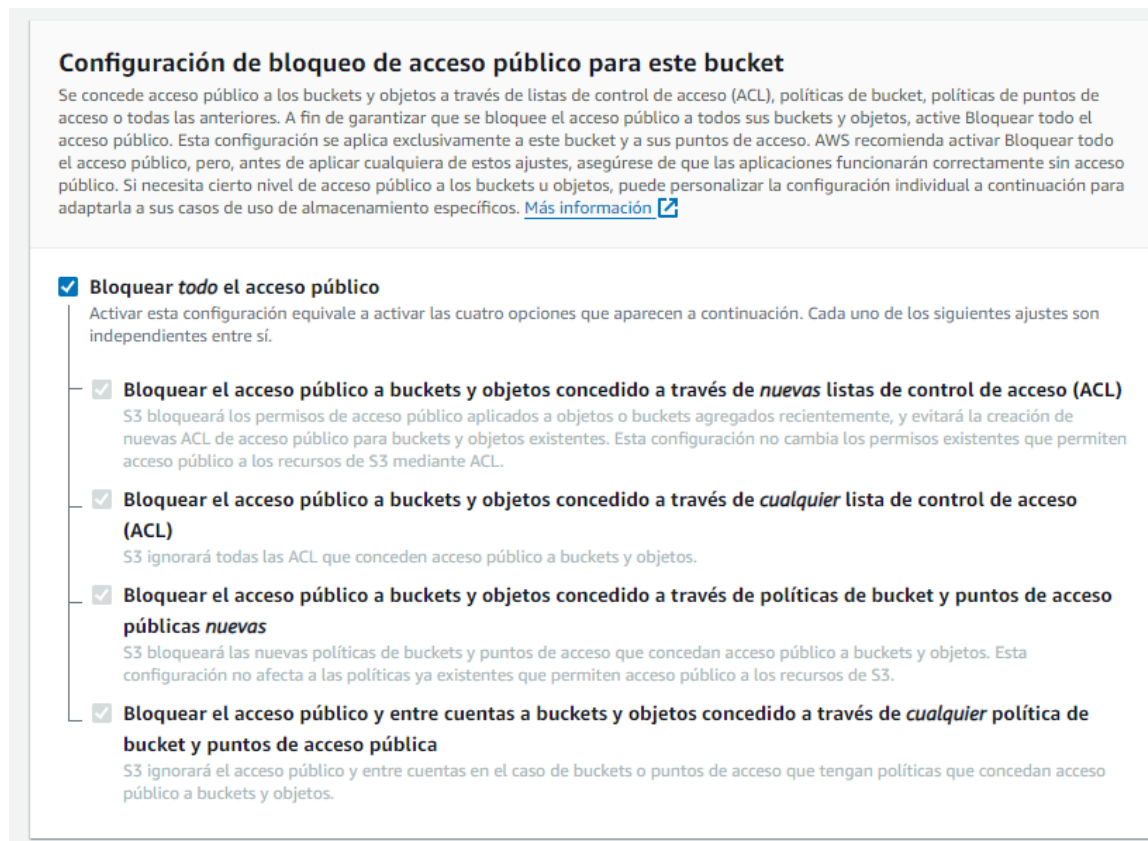 Configuración de bloqueo de acceso público para este bucket
Se concede acceso público a los buckets y objetos a través de listas de control de acceso (ACL), políticas de bucket, políticas de puntos de
acceso o todas las anteriores. A fin de garantizar que se bloquee el acceso público a todos sus buckets y objetos, active Bloquear todo el
acceso público. Esta configuración se aplica exclusivamente a este bucket y a sus puntos de acceso. AWS recomienda activar Bloquear todo
el acceso público, pero, antes de aplicar cualquiera de estos ajustes, asegúrese de que las aplicaciones funcionarán correctamente sin acceso
público. Si necesita cierto nivel de acceso público a los buckets u objetos, puede personalizar la configuración individual a continuación para
adaptarla a sus casos de uso de almacenamiento específicos. Más información
Bloquear todo el acceso público
Activar esta configuración equivale a activar las cuatro opciones que aparecen a continuación. Cada uno de los siguientes ajustes son
independientes entre sí.
Bloquear el acceso público a buckets y objetos concedido a través de nuevas listas de control de acceso (ACL)
S3 bloqueará los permisos de acceso público aplicados a objetos o buckets agregados recientemente, y evitará la creación de
nuevas ACL de acceso público para buckets y objetos existentes. Esta configuración no cambia los permisos existentes que permiten
acceso público a los recursos de S3 mediante ACL.
Bloquear el acceso público a buckets y objetos concedido a través de cualquier lista de control de acceso
(ACL)
S3 ignorará todas las ACL que conceden acceso público a buckets y objetos.
Bloquear el acceso público a buckets y objetos concedido a través de políticas de bucket y puntos de acceso
públicas nuevas
S3 bloqueará las nuevas políticas de buckets y puntos de acceso que concedan acceso público a buckets y objetos. Esta
configuración no afecta a las políticas ya existentes que permiten acceso público a los recursos de S3.
Bloquear el acceso público y entre cuentas a buckets y objetos concedido a través de cualquier política de
bucket y puntos de acceso pública
S3 ignorará el acceso público y entre cuentas en el caso de buckets o puntos de acceso que tengan políticas que concedan acceso
público a buckets y objetos.